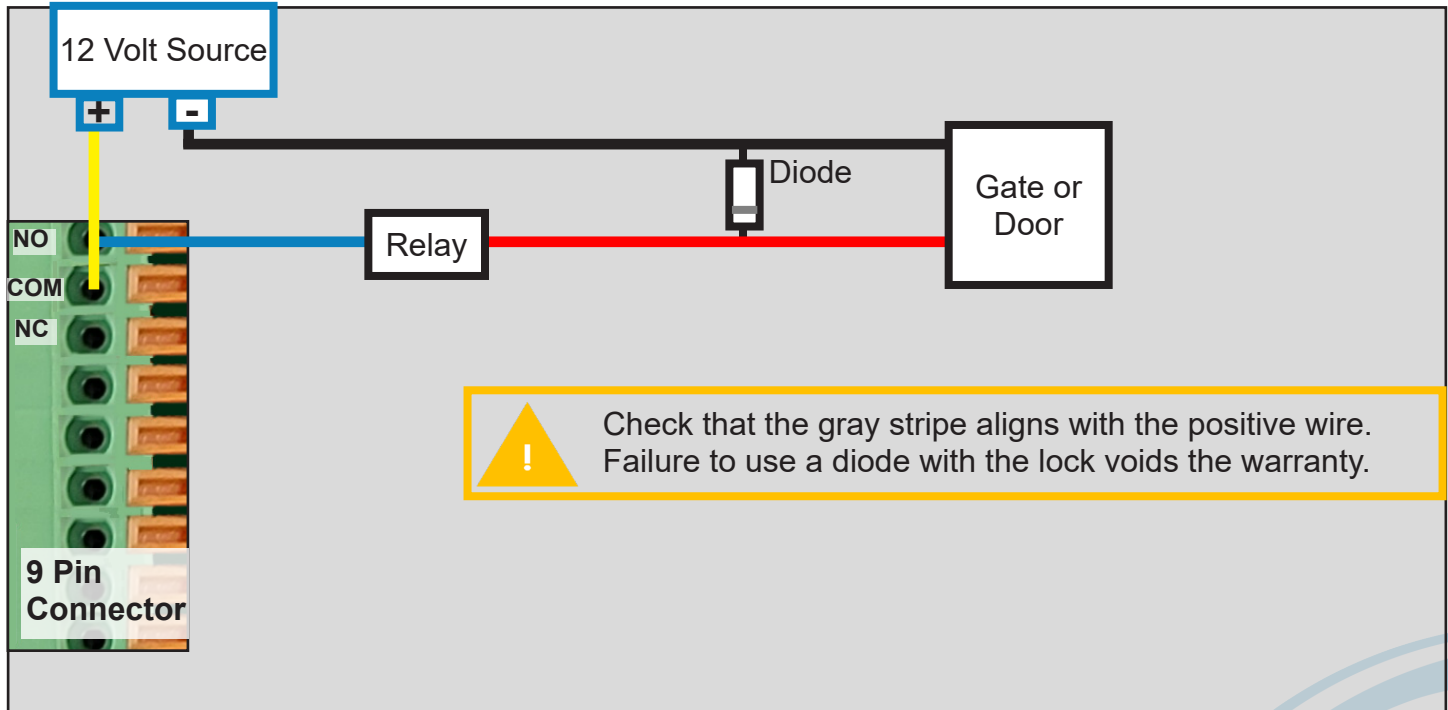 12 Volt Source
+
-
Diode
Gate or
Door
NO
Relay
COM
NC
!
Check that the gray stripe aligns with the positive wire.
Failure to use a diode with the lock voids the warranty.
9 Pin
Connector